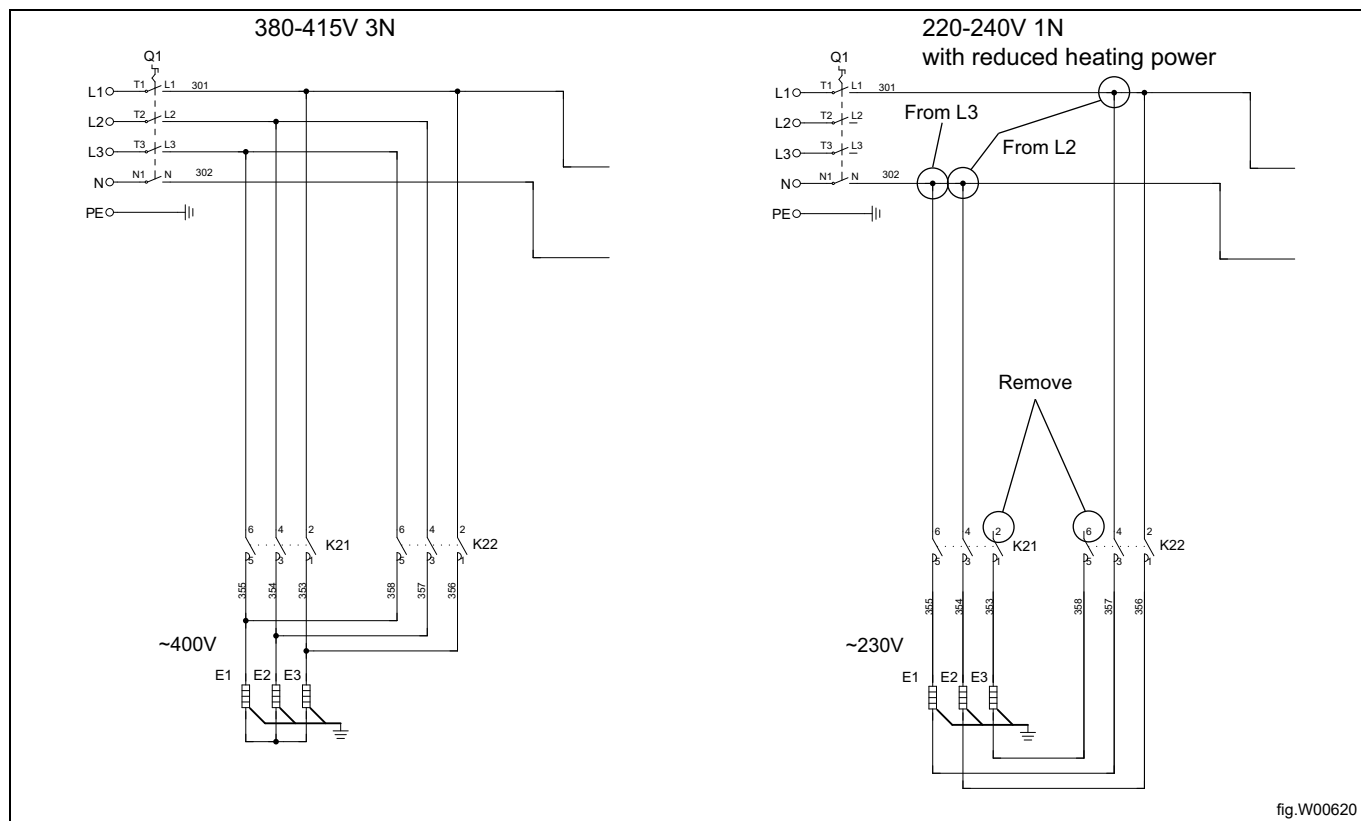 380-415V 3N
Q1
L1 T1 L1 301
L2 T2 L2
L3 T3 L3
N N1 N 302
PE
6 4 2 K21 6 4 2 K22
5 3 1 5 3 1
355 354 353 358 357 356
~400V
E1 E2 E3
220-240V 1N
with reduced heating power
Q1
L1 T1 L1 301
From L3
L2 T2 L2
L3 T3 L3
From L2
N N1 N 302
PE
Remove
6 4 2 K21 6 4 2 K22
5 3 1 5 3 1
355 354 353 358 357 356
~230V
E1 E2 E3
fig.W00620